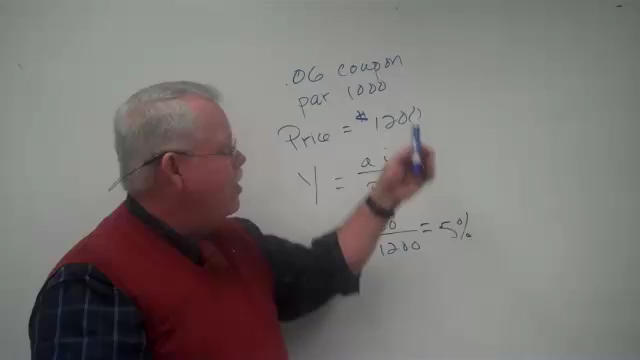 .06 coupon
par 1000
Price = $ 1200
Y = a i
1200 = 5%